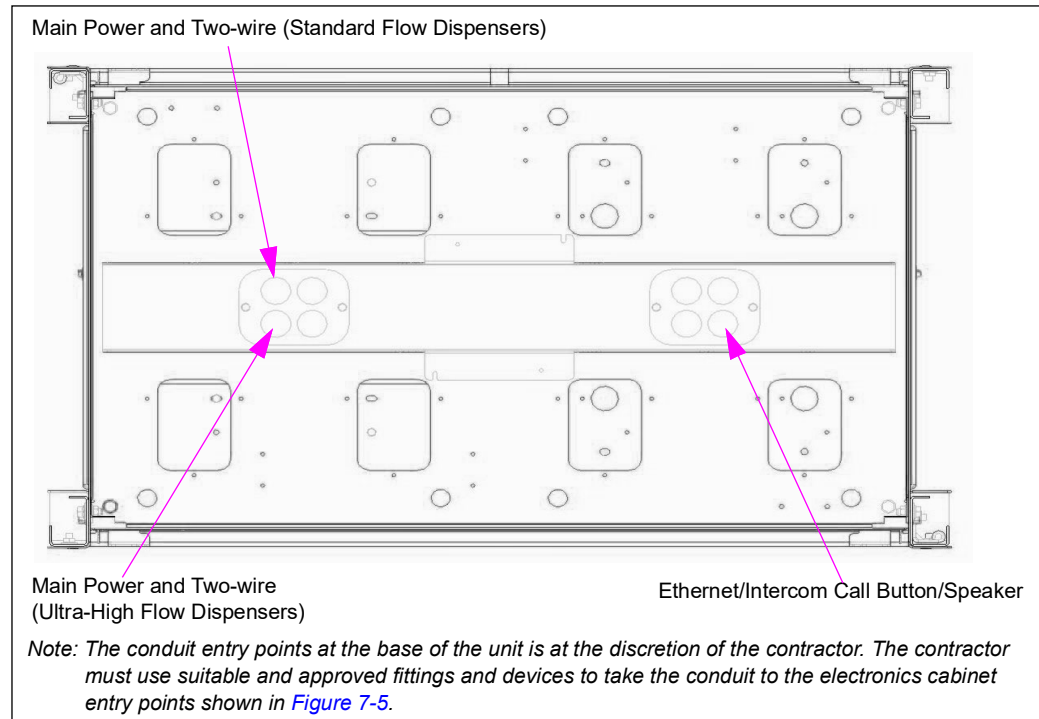 Main Power and Two-wire (Standard Flow Dispensers)
Main Power and Two-wire
(Ultra-High Flow Dispensers)
Ethernet/Intercom Call Button/Speaker
Note: The conduit entry points at the base of the unit is at the discretion of the contractor. The contractor
must use suitable and approved fittings and devices to take the conduit to the electronics cabinet
entry points shown in Figure 7-5.